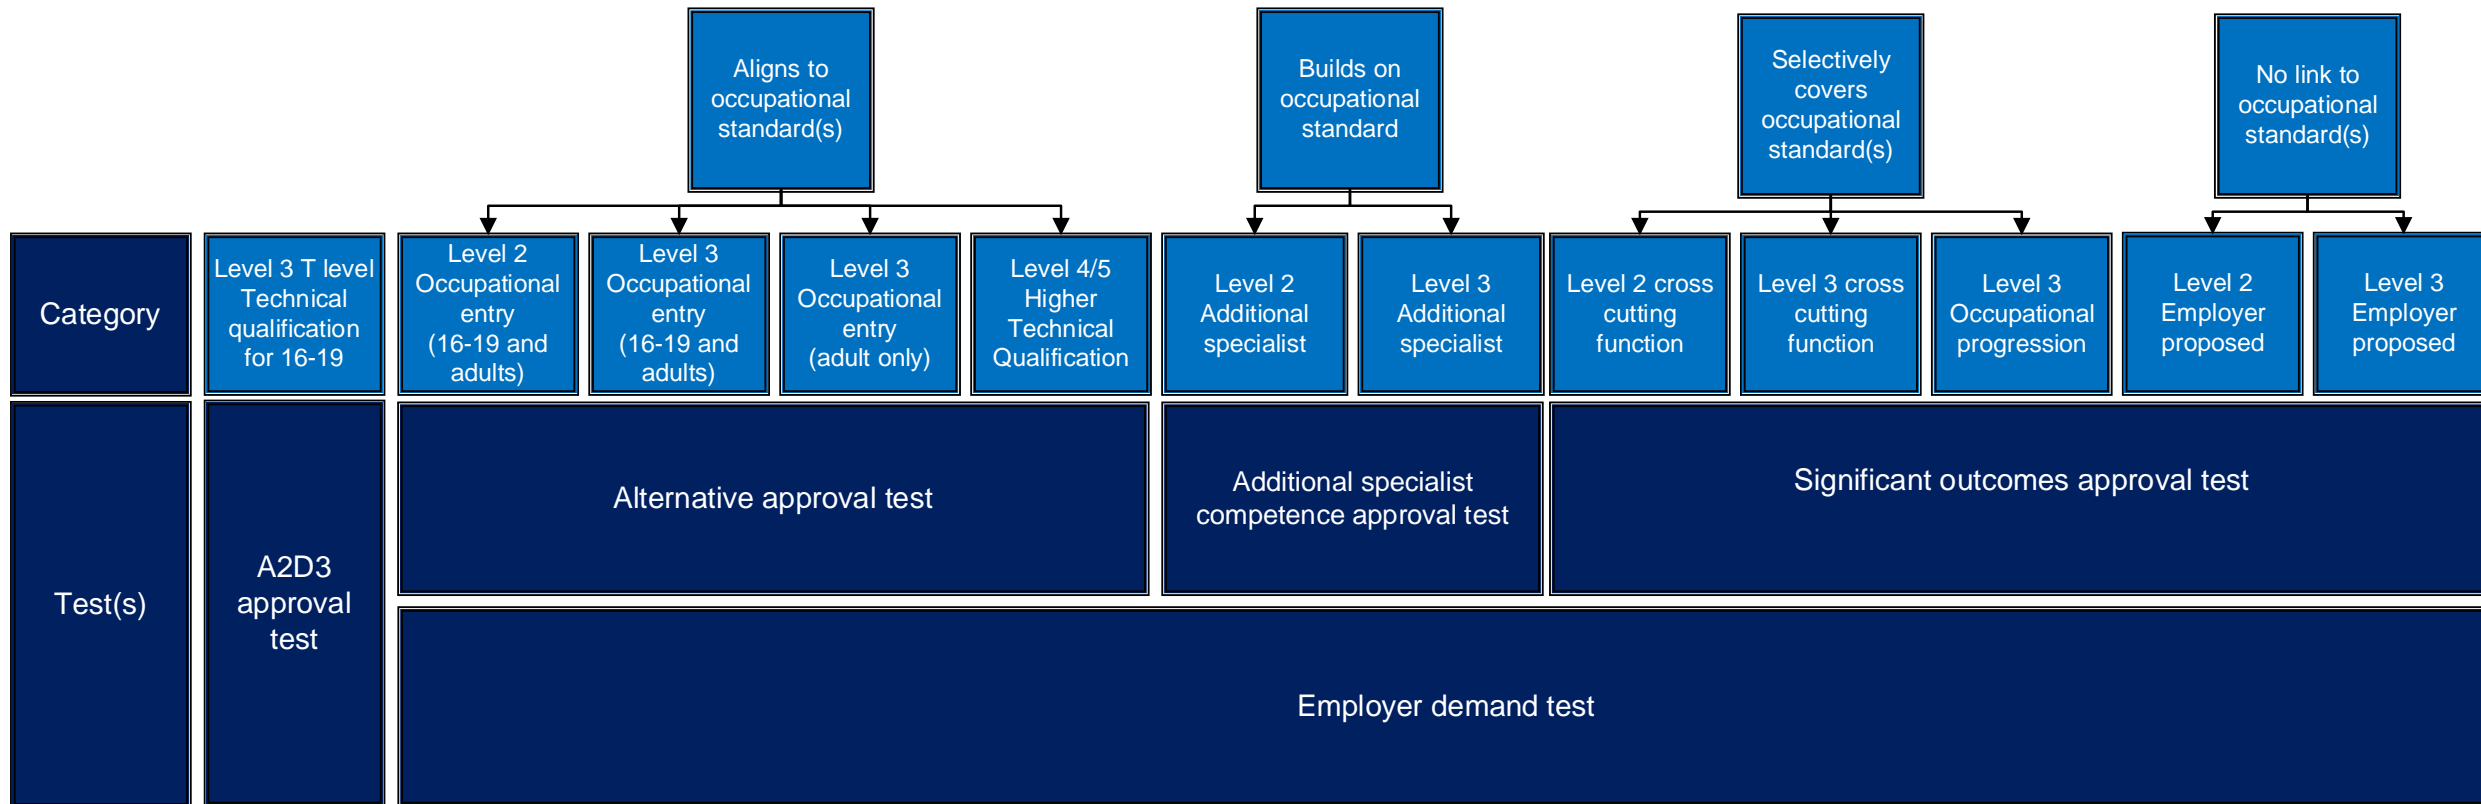 Aligns to
occupational
standard(s)
Builds on
occupational
standard
Selectively
covers
occupational
standard(s)
No link to
occupational
standard(s)
Category
Level 3 T level
Technical
qualification
for 16-19
Level 2
Occupational
entry
(16-19 and
adults)
Level 3
Occupational
entry
(16-19 and
adults)
Level 3
Occupational
entry
(adult only)
Level 4/5
Higher
Technical
Qualification
Level 2
Additional
specialist
Level 3
Additional
specialist
Level 2 cross
cutting
function
Level 3 cross
cutting
function
Level 3
Occupational
progression
Level 2
Employer
proposed
Level 3
Employer
proposed
Test(s)
A2D3
approval
test
Alternative approval test
Additional specialist
competence approval test
Significant outcomes approval test
Employer demand test